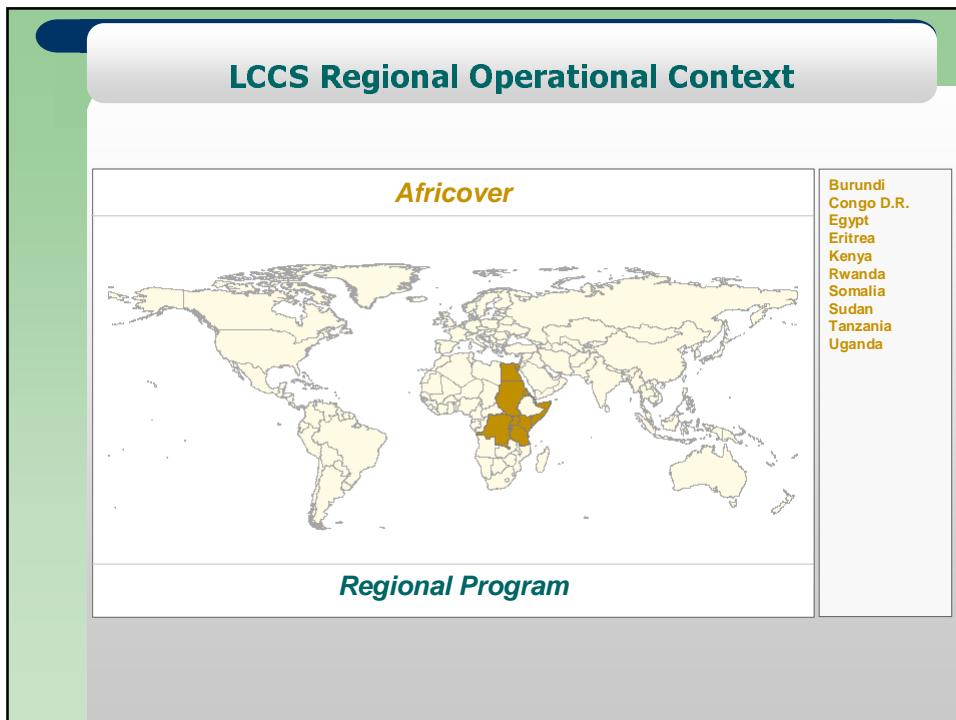 LCCS Regional Operational Context
Africover
Burundi
Congo D.R.
Egypt
Eritrea
Kenya
Rwanda
Somalia
Sudan
Tanzania
Uganda
Regional Program